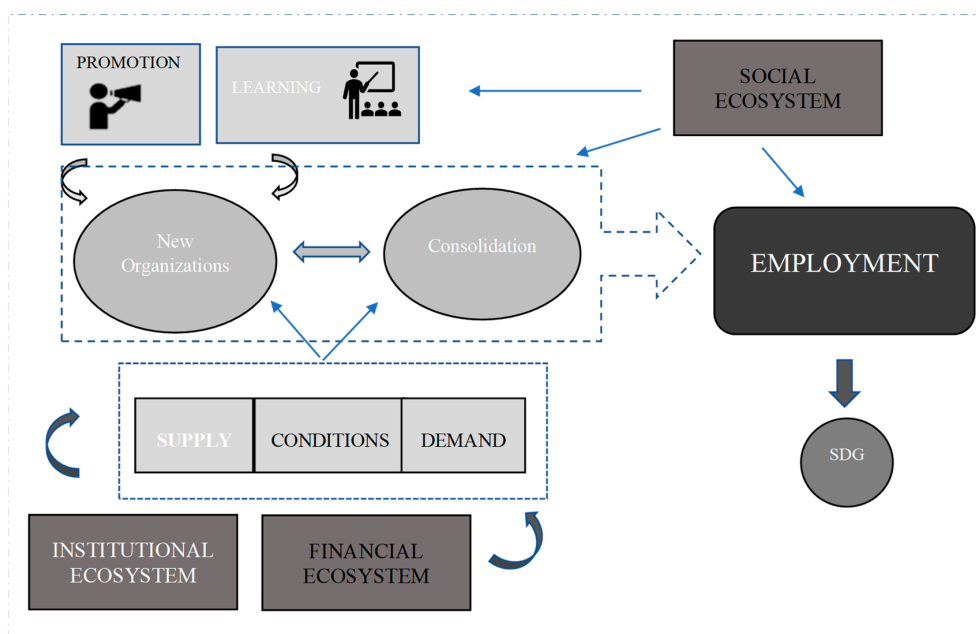 PROMOTION
LEARNING
SOCIAL
ECOSYSTEM
New
Organizations
Consolidation
EMPLOYMENT
SUPPLY
CONDITIONS
DEMAND
SDG
INSTITUTIONAL
ECOSYSTEM
FINANCIAL
ECOSYSTEM